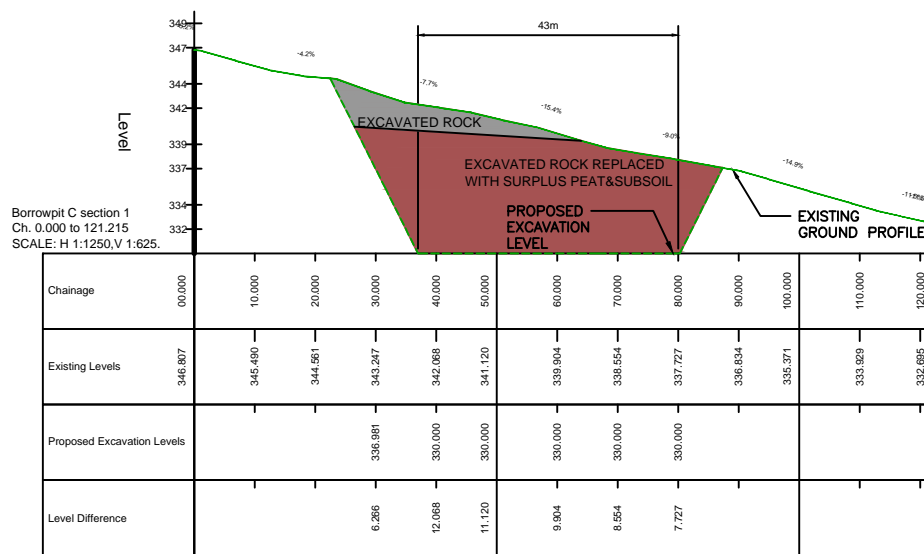 349
347
344
342
339
337
334
332
Level
43m
-4.2%
-7.7%
-15.4%
-9.0%
-14.9%
EXCAVATED ROCK
EXCAVATED ROCK REPLACED
WITH SURPLUS PEAT&SUBSOIL
PROPOSED
EXCAVATION
LEVEL
EXISTING
GROUND PROFILE
Borrowpit C section 1
Ch. 0.000 to 121.215
SCALE: H 1:1250,V 1:625.
Chainage 00.000 10.000 20.000 30.000 40.000 50.000 60.000 70.000 80.000 90.000 100.000 110.000 120.000
Existing Levels 346.807 345.490 344.561 343.247 342.068 341.120 339.904 338.554 337.727 336.834 335.371 333.929 332.695
Proposed Excavation Levels 336.981 330.000 330.000 330.000 330.000 330.000
Level Difference 6.266 12.068 11.120 9.904 8.554 7.727